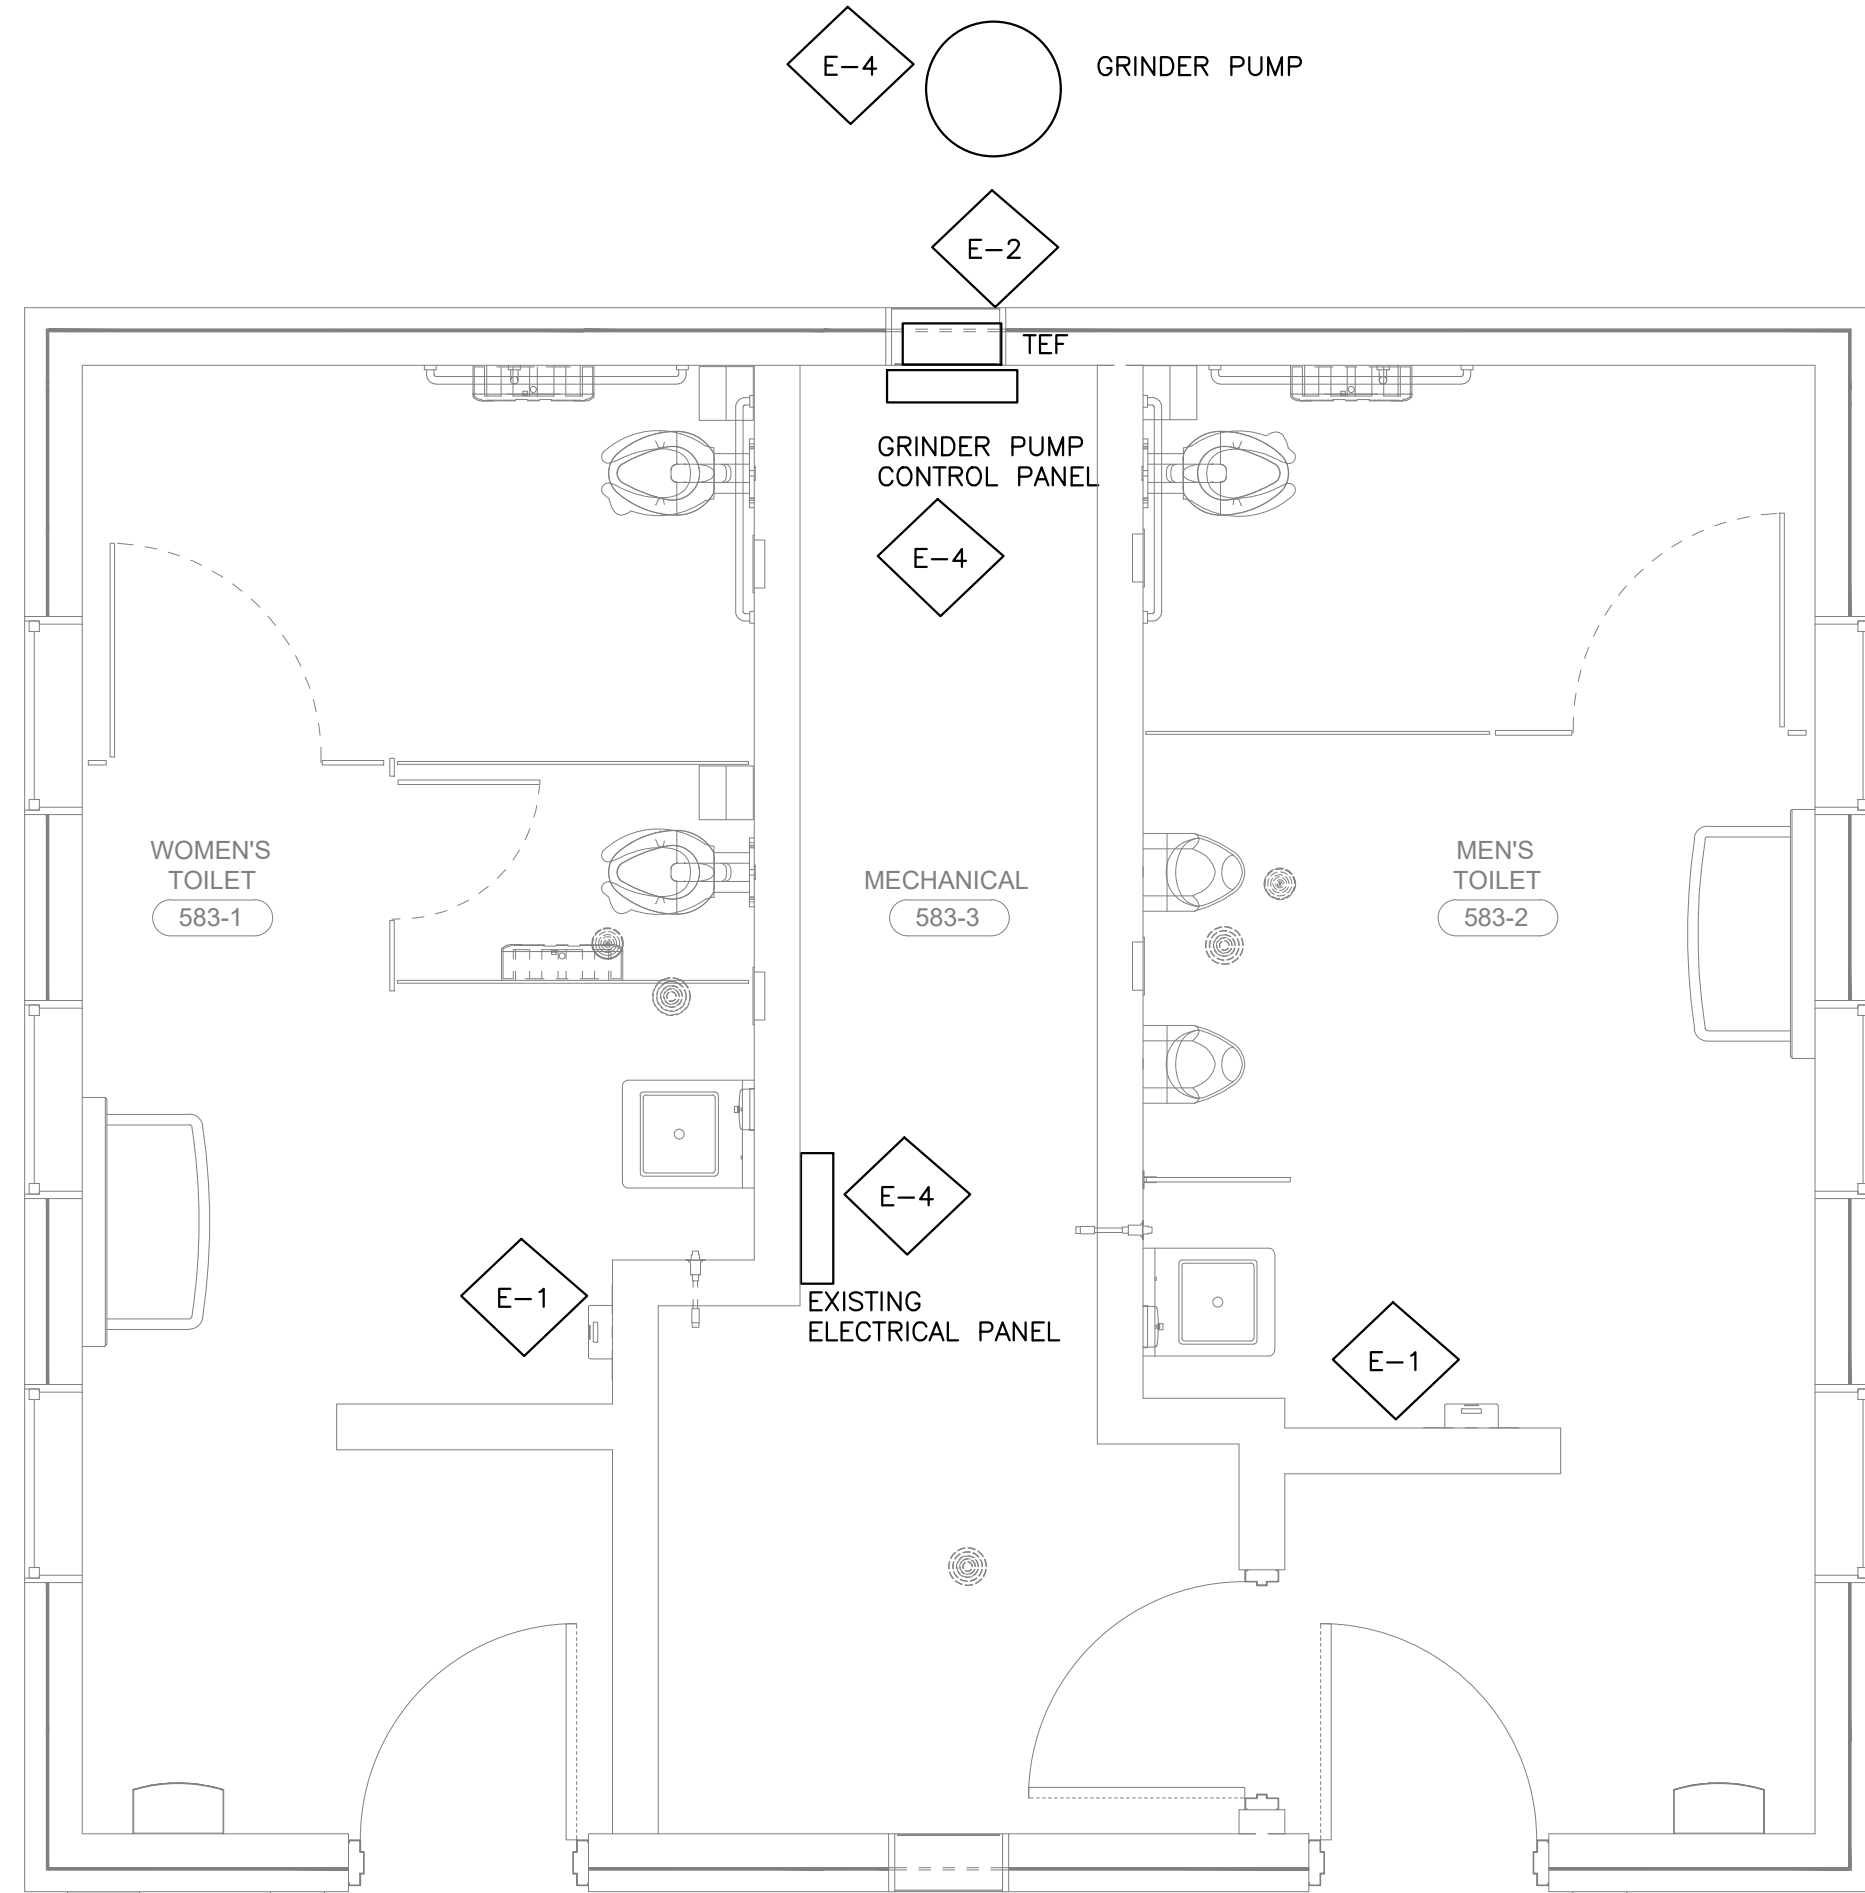 E-4
GRINDER PUMP
E-2
TEF
GRINDER PUMP
CONTROL PANEL
E-4
WOMEN'S
TOILET
583-1
MECHANICAL
583-3
MEN'S
TOILET
583-2
E-4
E-1
EXISTING
ELECTRICAL PANEL
E-1